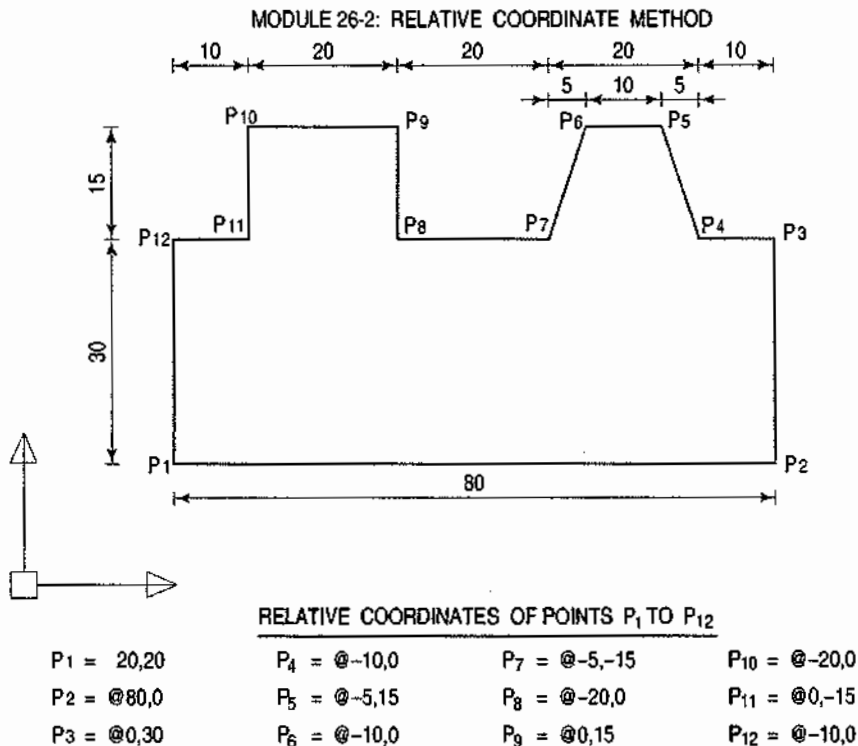 MODULE 26-2: RELATIVE COORDINATE METHOD
10 20 20 20 10
5 10 5
P10 P9 P6 P5
15
P12 P11 P8 P7 P4 P3
30
P1 P2
80
RELATIVE COORDINATES OF POINTS P1 TO P12
P1 = 20,20 P4 = @-10,0 P7 = @-5,-15 P10 = @-20,0
P2 = @80,0 P5 = @-5,15 P8 = @-20,0 P11 = @0,-15
P3 = @0,30 P6 = @-10,0 P9 = @0,15 P12 = @-10,0